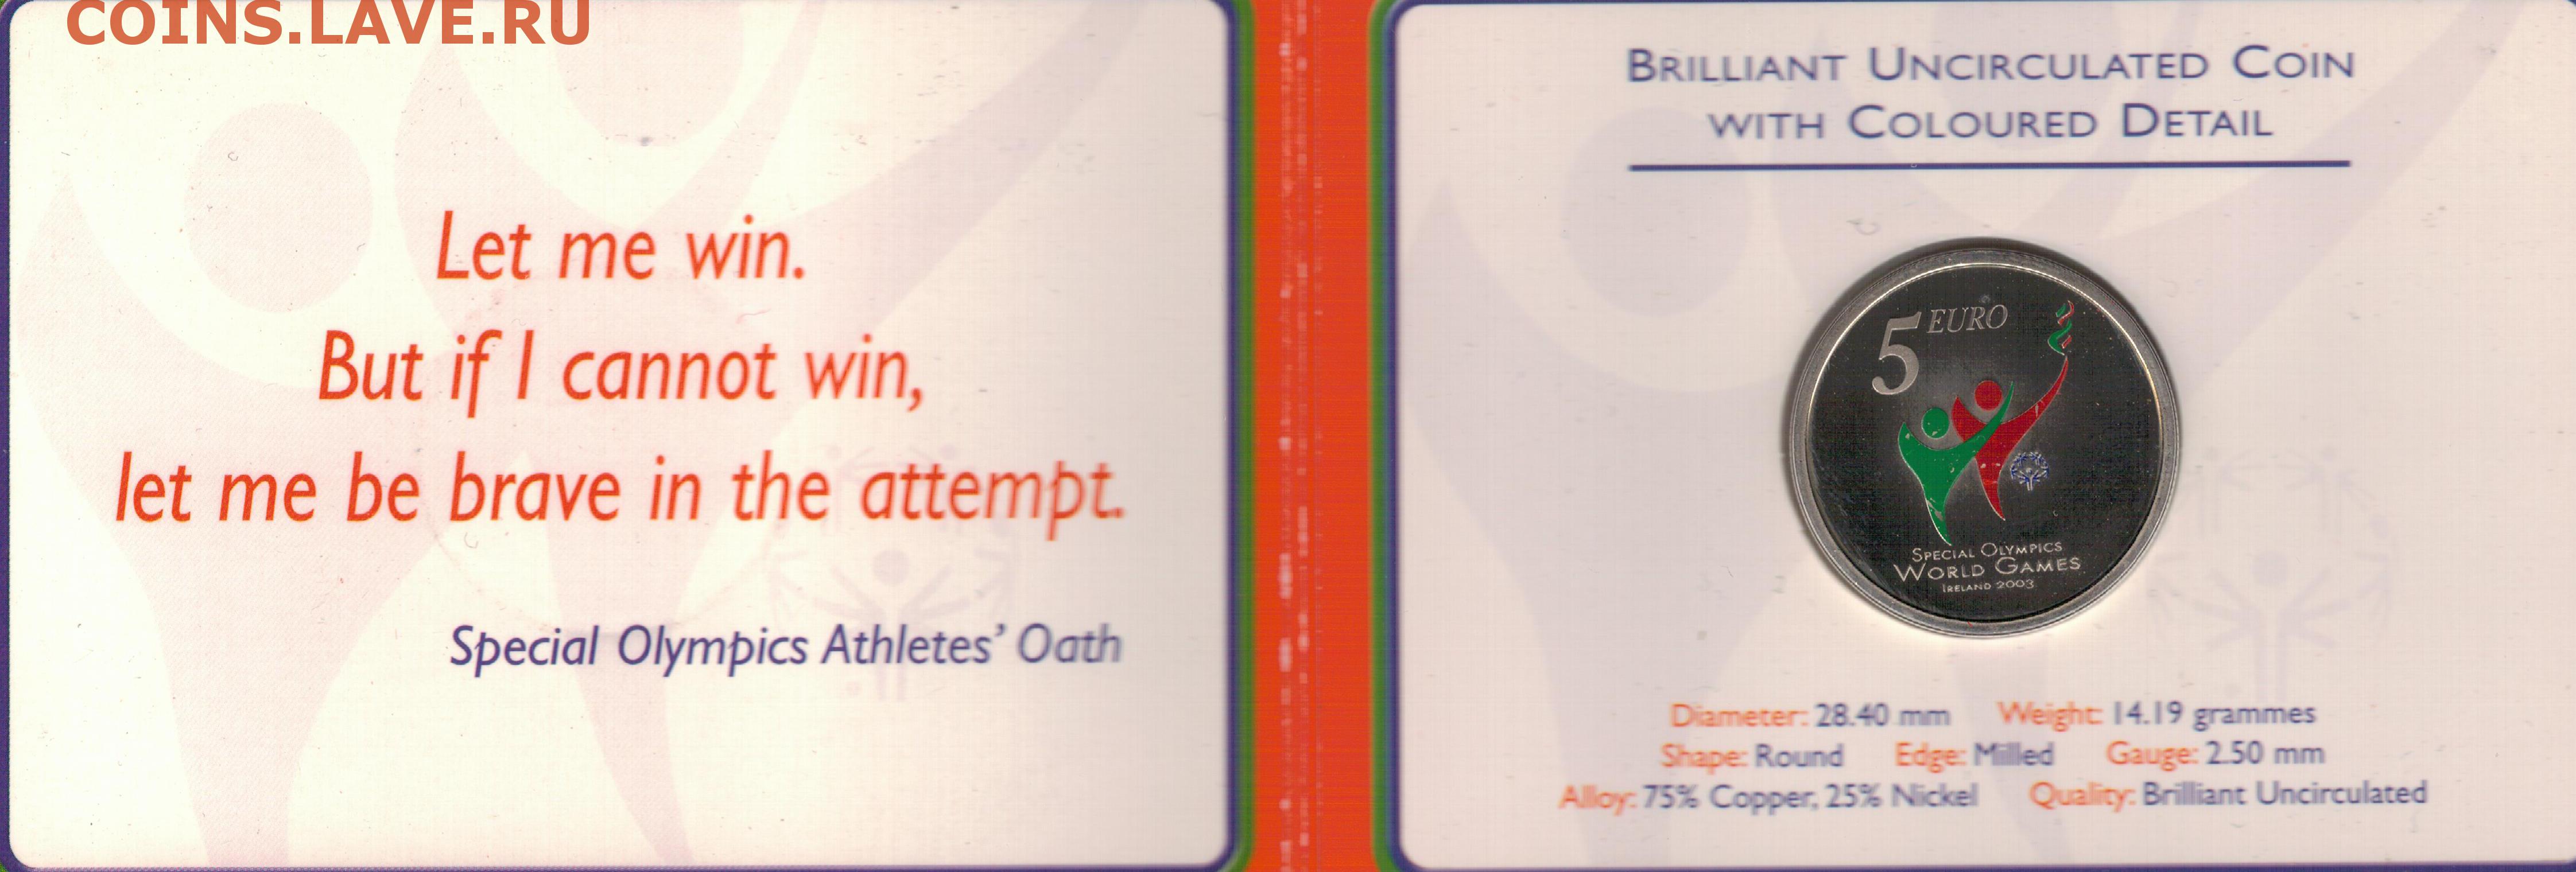 COINS.LAVE.RU
Let me win.
But if I cannot win,
let me be brave in the attempt.
Special Olympics Athletes’ Oath
BRILLIANT UNCIRCULATED COIN
WITH COLOURED DETAIL
5 EURO
SPECIAL OLYMPICS
WORLD GAMES
IRELAND 2003
Diameter: 28.40 mm Weight: 14.19 grammes
Shape: Round Edge: Milled Gauge: 2.50 mm
Alloy: 75% Copper, 25% Nickel Quality: Brilliant Uncirculated